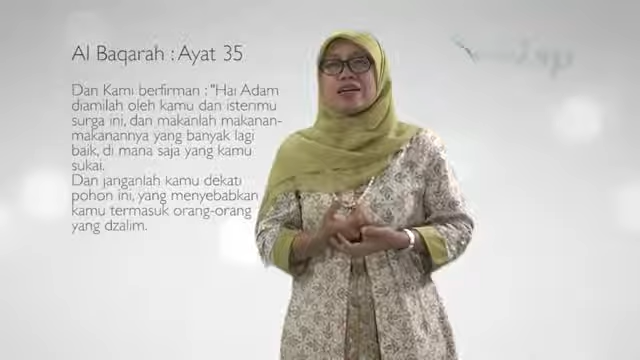 Al Baqarah : Ayat 35
Dan Kami berfirman : "Hai Adam
diamilah oleh kamu dan isterimu
surga ini, dan makanlah makanan-
makanannya yang banyak lagi
baik, di mana saja yang kamu
sukai.
Dan janganlah kamu dekati
pohon ini, yang menyebabkan
kamu termasuk orang-orang
yang dzalim.